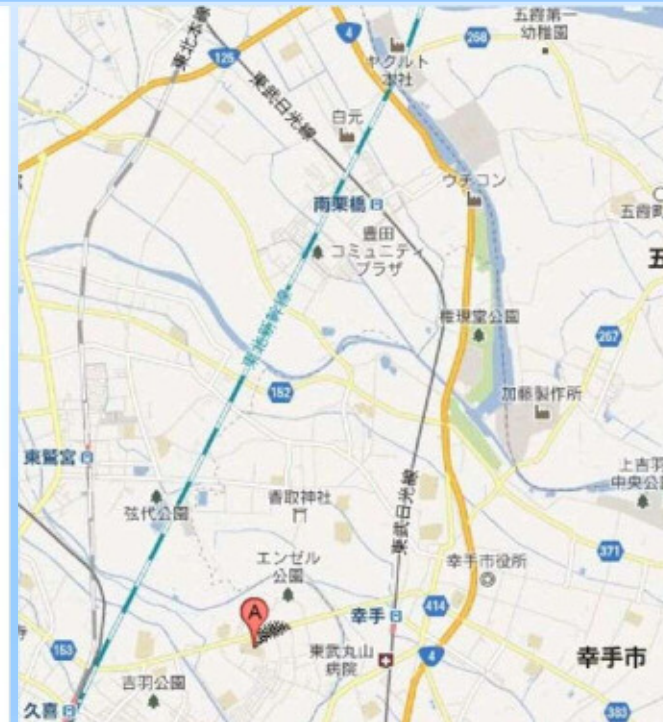 五霞第一
幼稚園
4
268
ヤクルト
本社
125
東武日光線
白元
ウチコン
南栗橋
五霞町
豊田
コミュニティ
プラザ
五
権現堂公園
267
152
加藤製作所
東鷲宮
上吉羽
中央公園
弦代公園
香取神社
東武日光線
エンゼル
公園
371
幸手市役所
A
幸手
414
153
東武丸山
病院
4
幸手市
吉羽公園
久喜
383